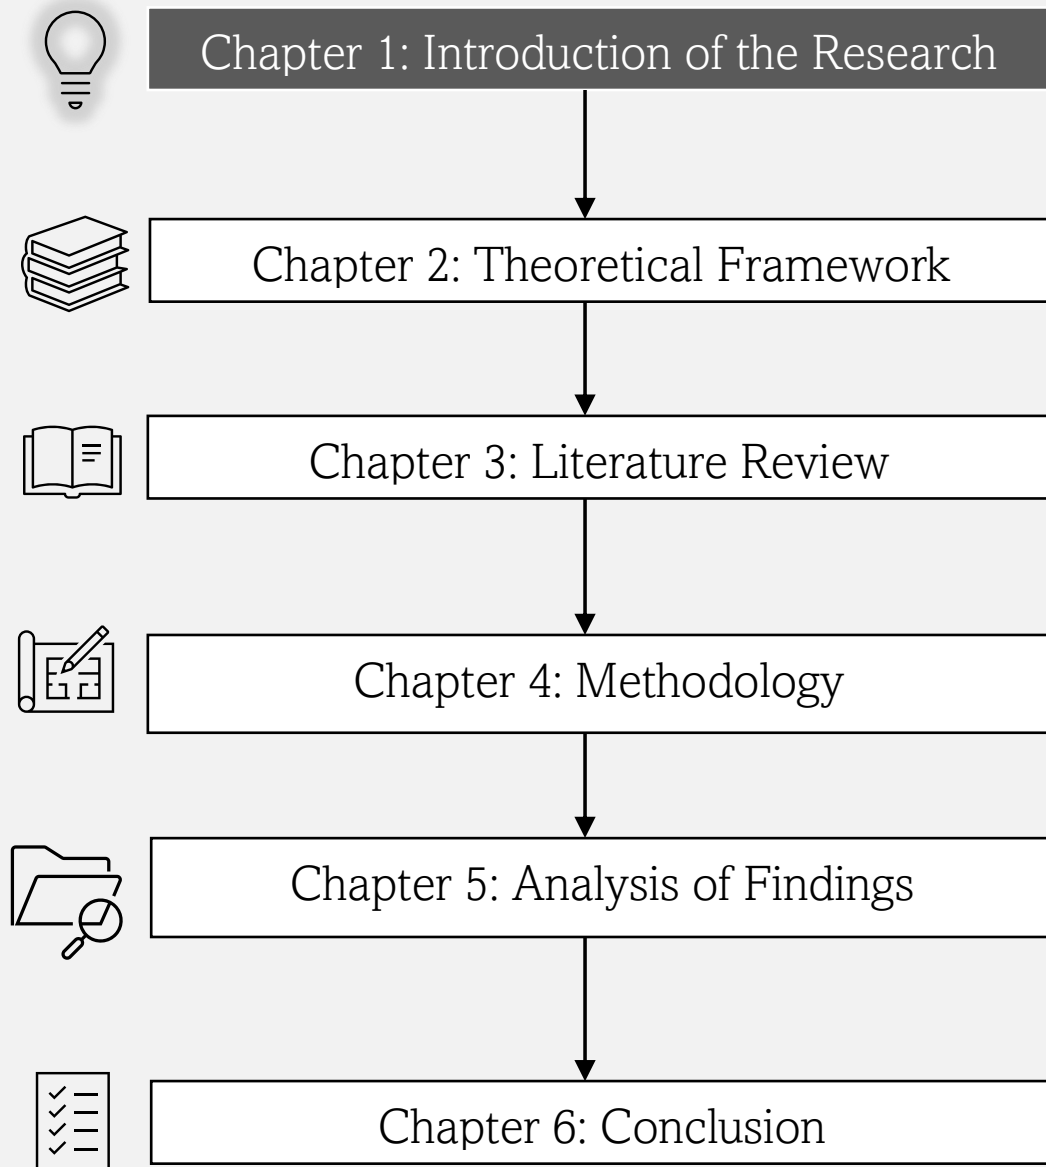 Chapter 1: Introduction of the Research
Chapter 2: Theoretical Framework
Chapter 3: Literature Review
Chapter 4: Methodology
Chapter 5: Analysis of Findings
Chapter 6: Conclusion